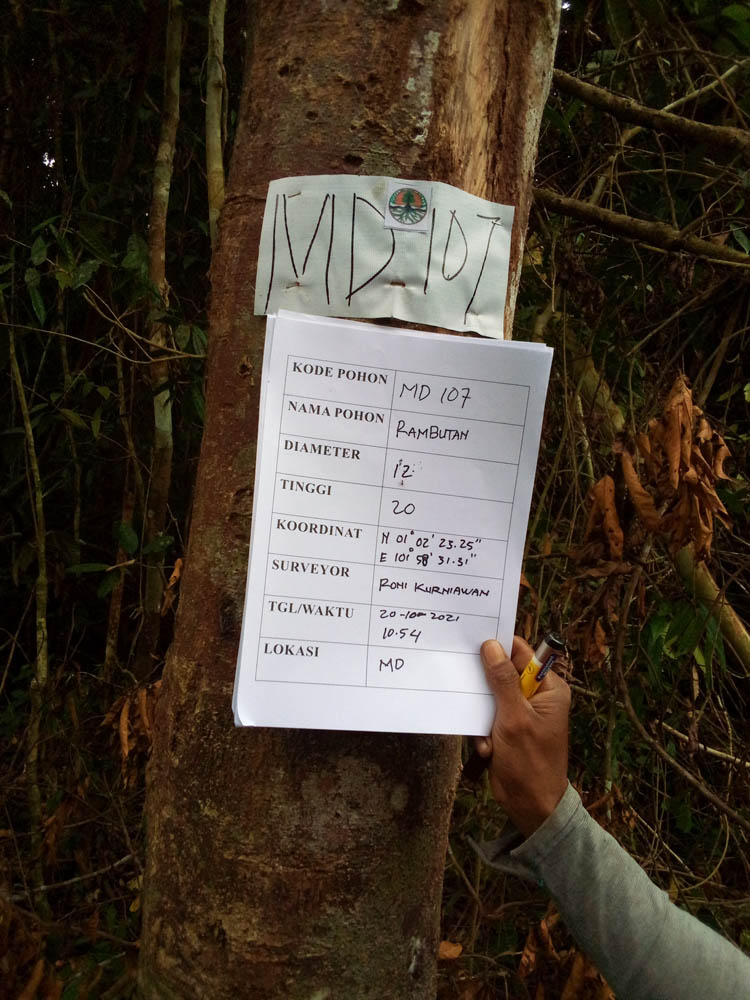 MD 107
KODE POHON MD 107
NAMA POHON RAMBUTAN
DIAMETER 12
TINGGI 20
KOORDINAT N 01° 02' 23.25"
E 101° 58' 31.31"
SURVEYOR RONI KURNIAWAN
TGL/WAKTU 20-10-2021
10.54
LOKASI MD